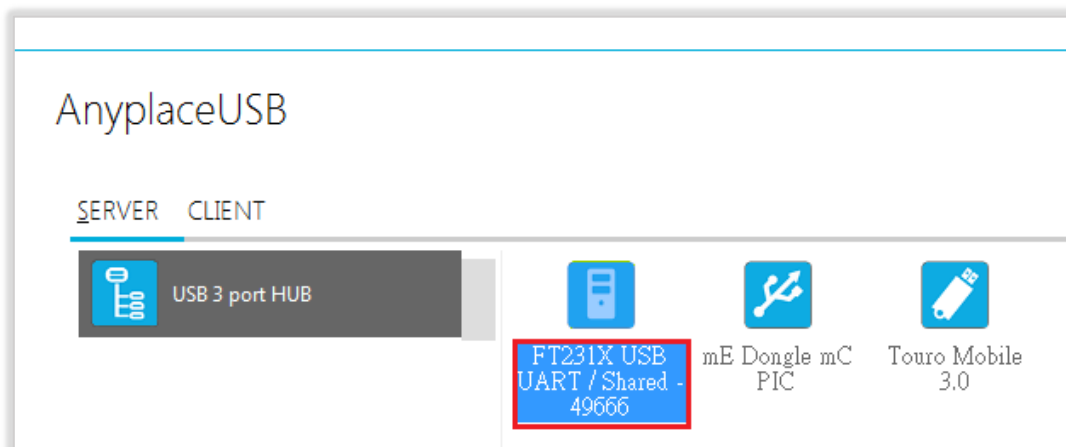 AnyplaceUSB
SERVER CLIENT
USB 3 port HUB
FT231X USB
UART / Shared -
49666
mE Dongle mC
PIC
Touro Mobile
3.0